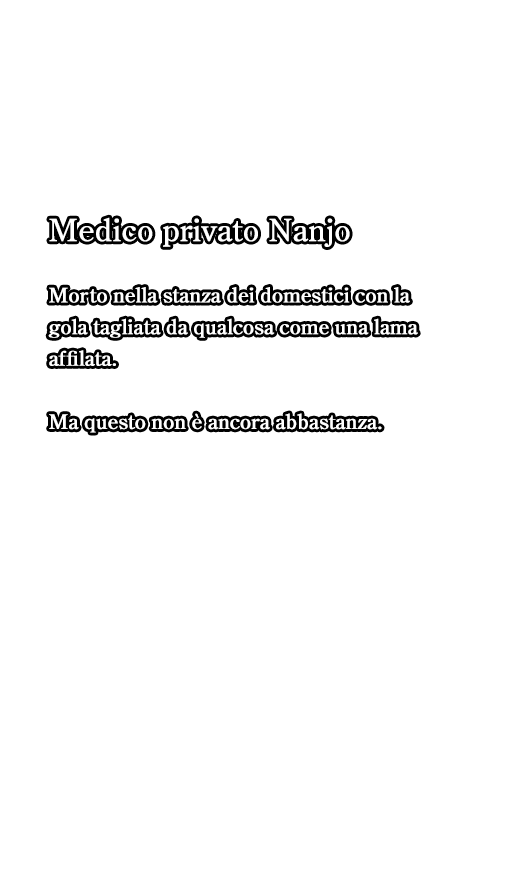 Medico privato Nanjo
Morto nella stanza dei domestici con la
gola tagliata da qualcosa come una lama
affilata.
Ma questo non è ancora abbastanza.